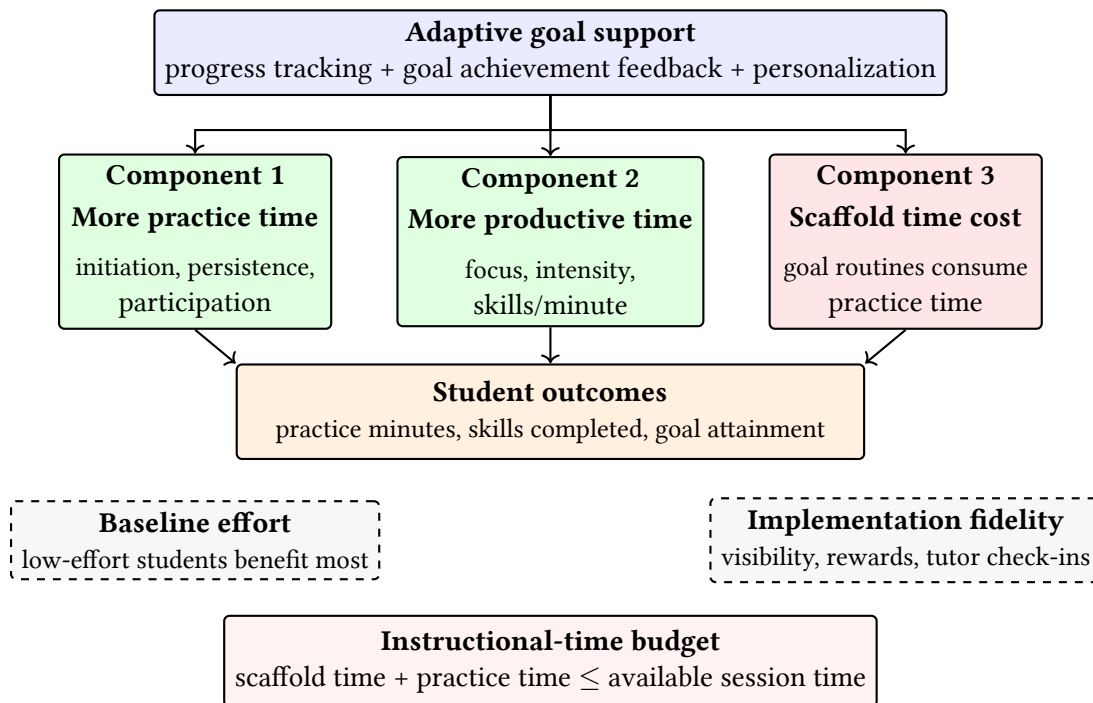 Adaptive goal support
progress tracking + goal achievement feedback + personalization
Component 1
More practice time
initiation, persistence,
participation
Component 2
More productive time
focus, intensity,
skills/minute
Component 3
Scaffold time cost
goal routines consume
practice time
Student outcomes
practice minutes, skills completed, goal attainment
Baseline effort
low-effort students benefit most
Implementation fidelity
visibility, rewards, tutor check-ins
Instructional-time budget
scaffold time + practice time ≤ available session time